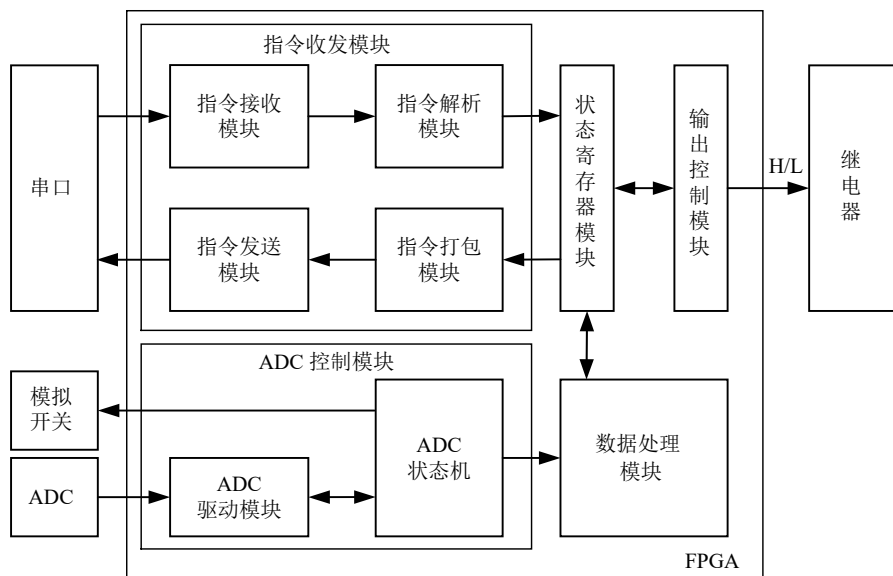 指令收发模块
指令接收
模块
指令解析
模块
状态寄存器模块
输出控制模块
H/L
继电器
串口
指令发送
模块
指令打包
模块
ADC 控制模块
模拟
开关
ADC
状态机
数据处理
模块
ADC
ADC
驱动模块
FPGA